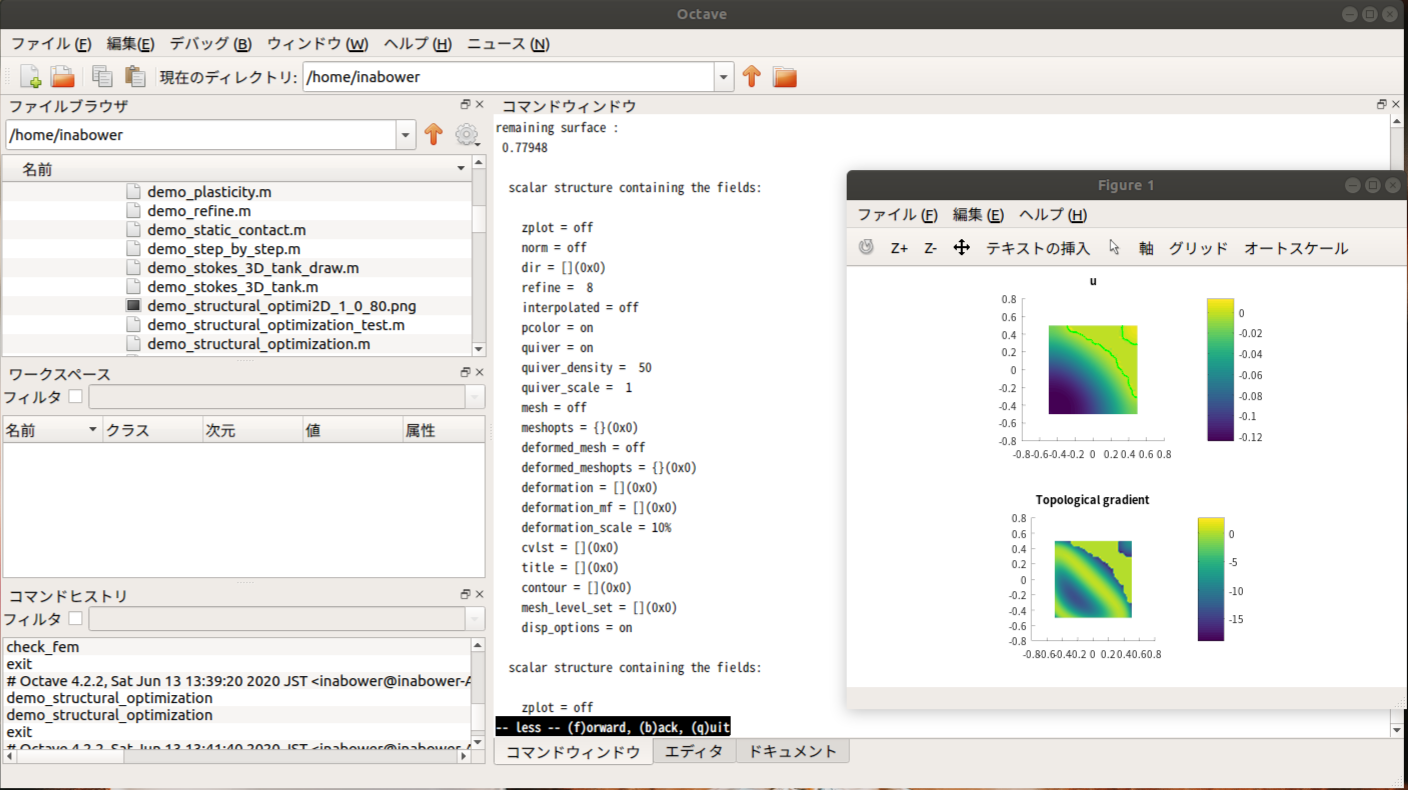 Octave
ファイル (F) 編集(E) デバッグ (B) ウィンドウ (W) ヘルプ (H) ニュース (N)
現在のディレクトリ: /home/inabower
ファイルブラウザ
/home/inabower
名前
demo_plasticity.m
demo_refine.m
demo_static_contact.m
demo_step_by_step.m
demo_stokes_3D_tank_draw.m
demo_stokes_3D_tank.m
demo_structural_optimi2D_1_0_80.png
demo_structural_optimization_test.m
demo_structural_optimization.m
ワークスペース
フィルタ
名前 クラス 次元 値 属性
コマンドヒストリ
フィルタ
check_fem
exit
# Octave 4.2.2, Sat Jun 13 13:39:20 2020 JST <inabower@inabower-A
demo_structural_optimization
demo_structural_optimization
exit
# Octave 4.2.2, Sat Jun 13 13:41:40 2020 JST <inabower@inabower-A
コマンドウィンドウ
remaining surface :
0.77948
scalar structure containing the fields:
zplot = off
norm = off
dir = [](0x0)
refine =  8
interpolated = off
pcolor = on
quiver = on
quiver_density =  50
quiver_scale =  1
mesh = off
meshopts = {}(0x0)
deformed_mesh = off
deformed_meshopts = {}(0x0)
deformation = [](0x0)
deformation_mf = [](0x0)
deformation_scale = 10%
cvlst = [](0x0)
title = [](0x0)
contour = [](0x0)
mesh_level_set = [](0x0)
disp_options = on
scalar structure containing the fields:
zplot = off
-- less -- (f)orward, (b)ack, (q)uit
コマンドウィンドウ エディタ ドキュメント
Figure 1
ファイル (F) 編集 (E) ヘルプ (H)
Z+ Z- テキストの挿入 軸 グリッド オートスケール
u
0.8
0.6
0.4
0.2
0
-0.2
-0.4
-0.6
-0.8
-0.8-0.6-0.4-0.2 0 0.2 0.4 0.6 0.8
0
-0.02
-0.04
-0.06
-0.08
-0.1
-0.12
Topological gradient
0.8
0.6
0.4
0.2
0
-0.2
-0.4
-0.6
-0.8
-0.8-0.6-0.4-0.2 0 0.2 0.4 0.6 0.8
0
-5
-10
-15